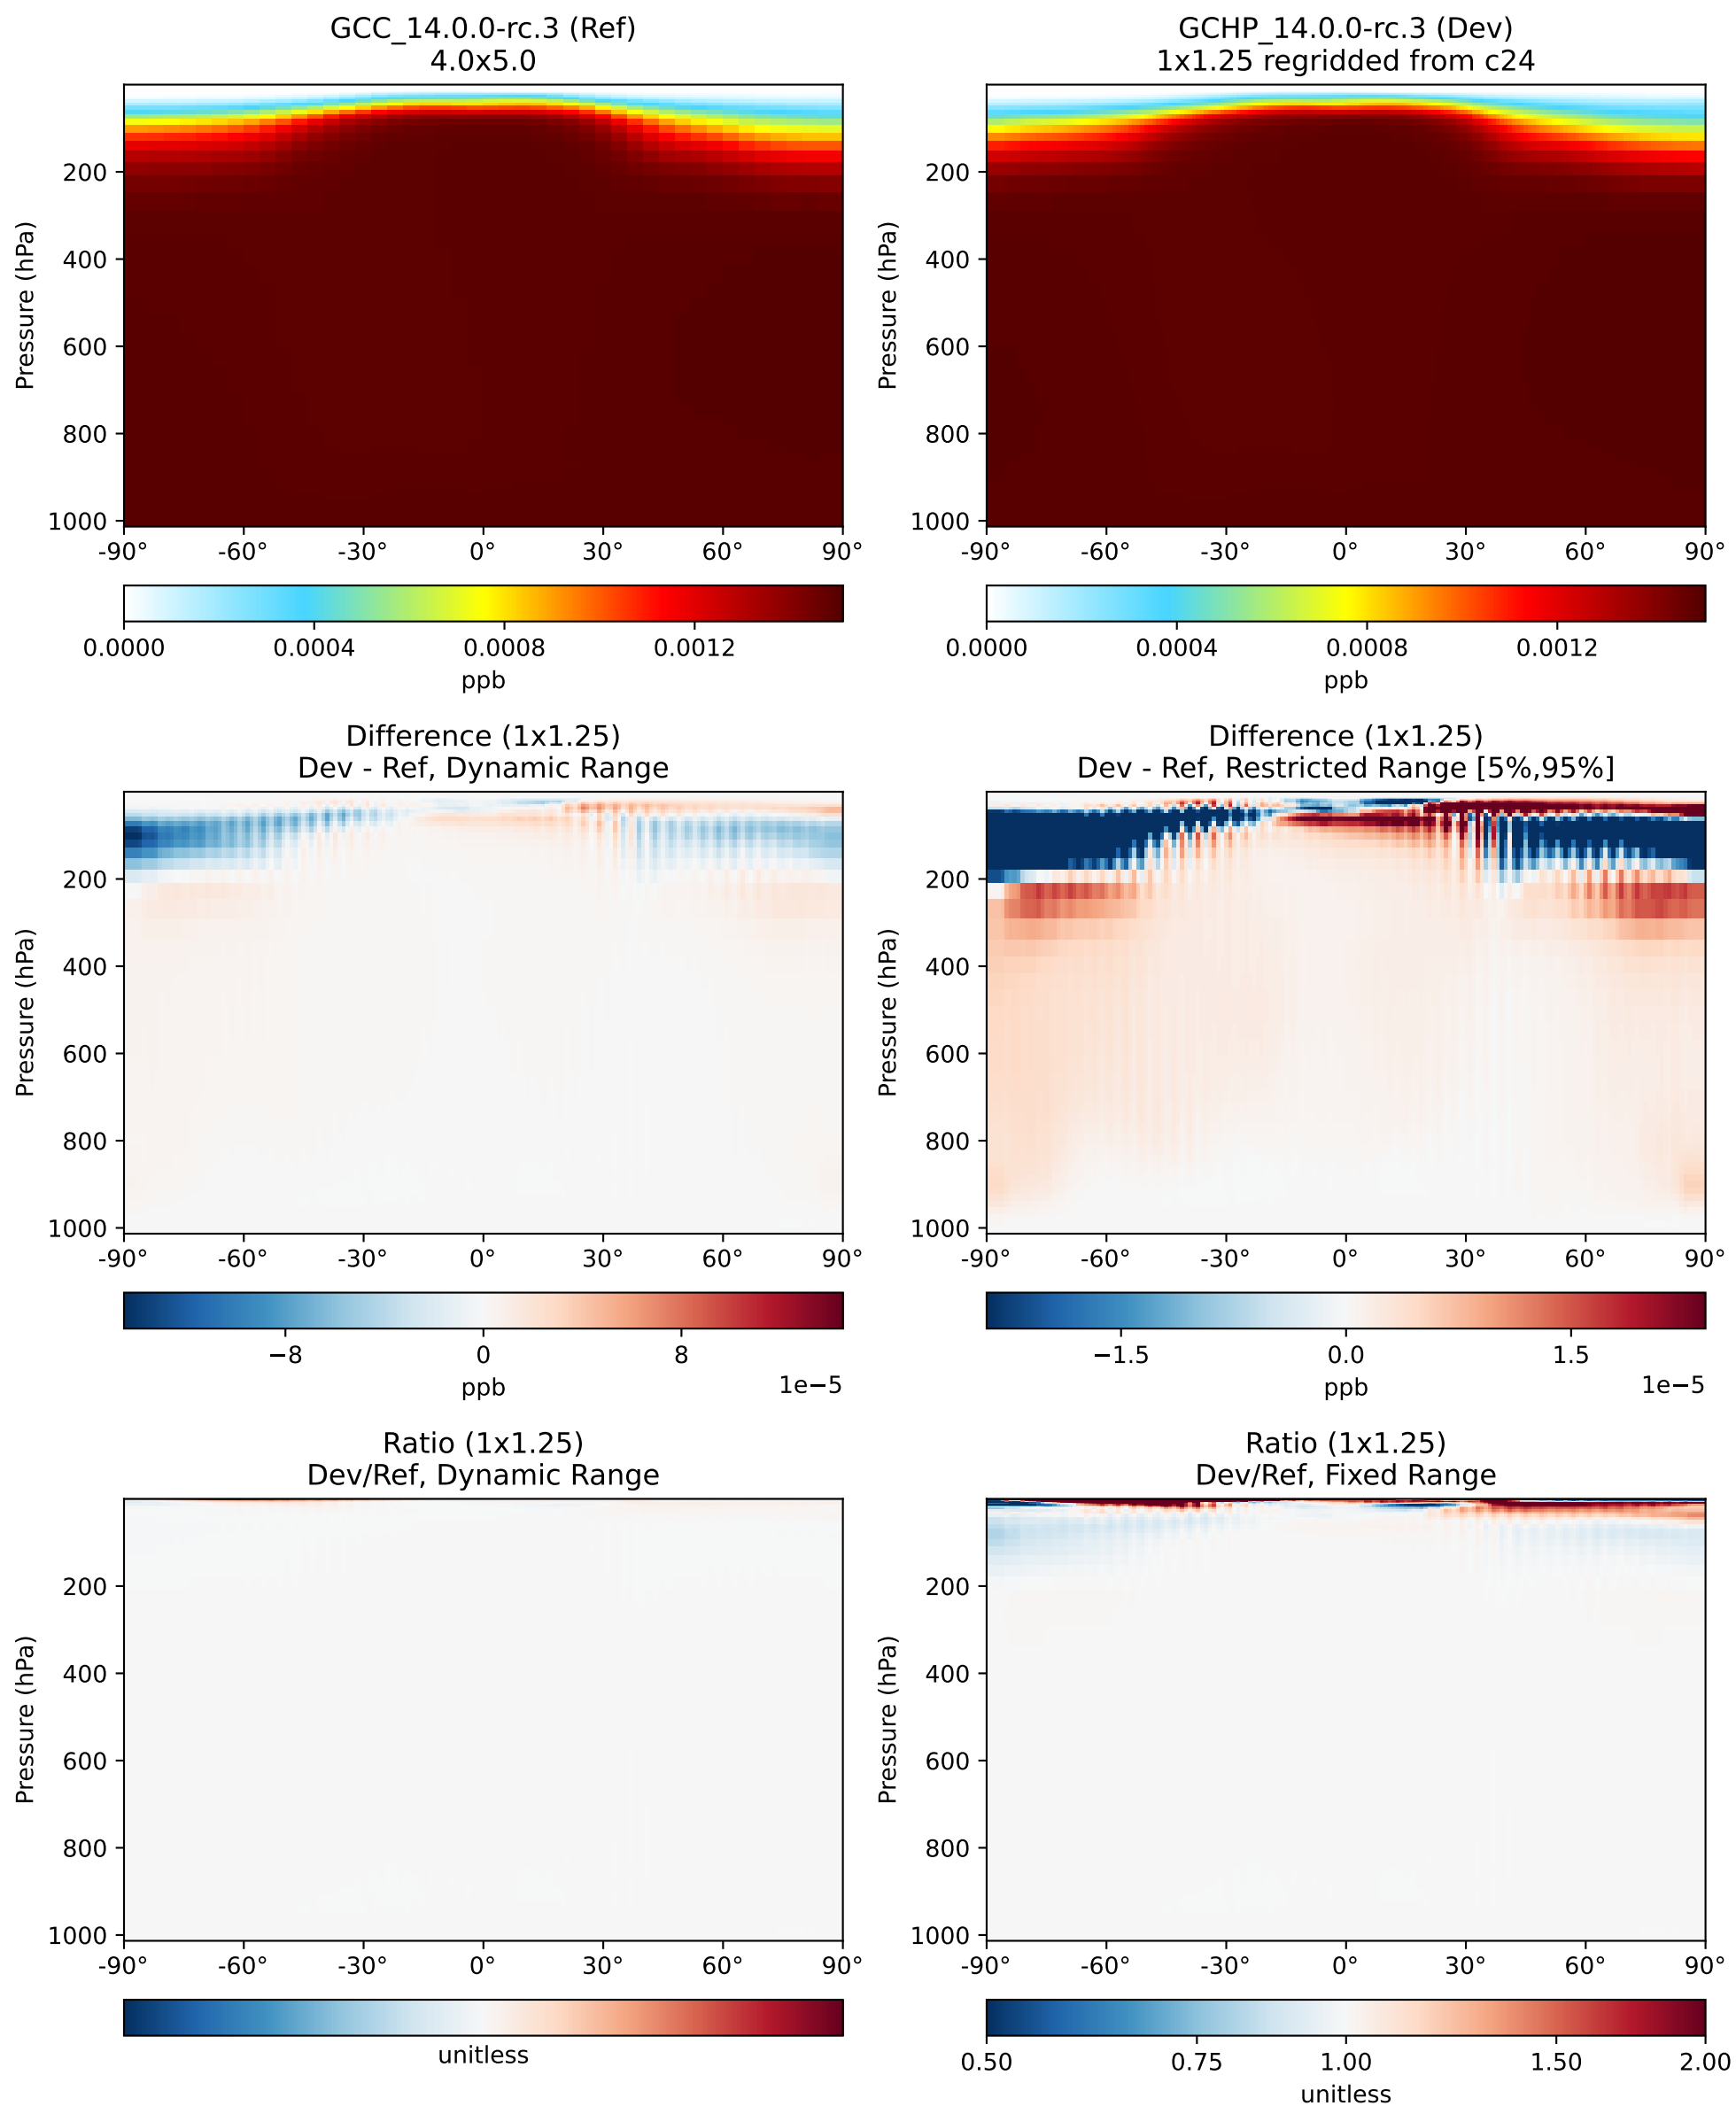 GCC_14.0.0-rc.3 (Ref)
4.0x5.0
Pressure (hPa)
200
400
600
800
1000
-90° -60° -30° 0° 30° 60° 90°
0.0000 0.0004 0.0008 0.0012
ppb
GCHP_14.0.0-rc.3 (Dev)
1x1.25 regridded from c24
Pressure (hPa)
200
400
600
800
1000
-90° -60° -30° 0° 30° 60° 90°
0.0000 0.0004 0.0008 0.0012
ppb
Difference (1x1.25)
Dev - Ref, Dynamic Range
Pressure (hPa)
200
400
600
800
1000
-90° -60° -30° 0° 30° 60° 90°
−8 0 8
ppb
1e−5
Difference (1x1.25)
Dev - Ref, Restricted Range [5%,95%]
Pressure (hPa)
200
400
600
800
1000
-90° -60° -30° 0° 30° 60° 90°
−1.5 0.0 1.5
ppb
1e−5
Ratio (1x1.25)
Dev/Ref, Dynamic Range
Pressure (hPa)
200
400
600
800
1000
-90° -60° -30° 0° 30° 60° 90°
unitless
Ratio (1x1.25)
Dev/Ref, Fixed Range
Pressure (hPa)
200
400
600
800
1000
-90° -60° -30° 0° 30° 60° 90°
0.50 0.75 1.00 1.50 2.00
unitless